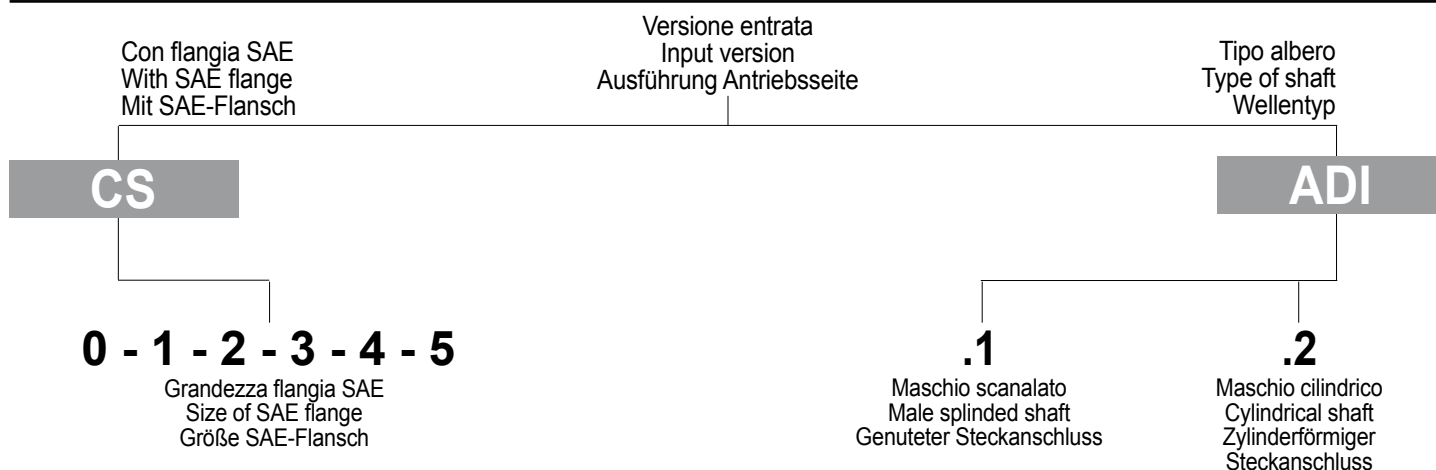 Versione entrata
Input version
Ausführung Antriebsseite
Con flangia SAE
With SAE flange
Mit SAE-Flansch
Tipo albero
Type of shaft
Wellentyp
CS
ADI
0 - 1 - 2 - 3 - 4 - 5
Grandezza flangia SAE
Size of SAE flange
Größe SAE-Flansch
.1
Maschio scanalato
Male splinded shaft
Genuteter Steckanschluss
.2
Maschio cilindrico
Cylindrical shaft
Zylinderförmiger
Steckanschluss